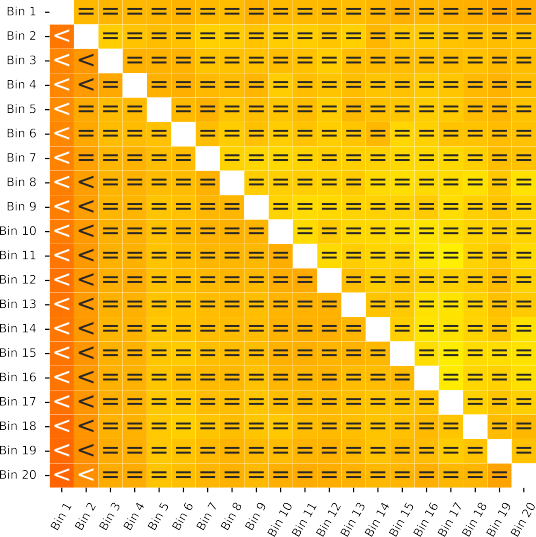 Bin 1 = = = = = = = = = = = = = = = = = = =
Bin 2 < = = = = = = = = = = = = = = = = = =
Bin 3 < < = = = = = = = = = = = = = = = = =
Bin 4 < < = = = = = = = = = = = = = = = = =
Bin 5 < = = = = = = = = = = = = = = = = = =
Bin 6 < = = = = = = = = = = = = = = = = = =
Bin 7 < = = = = = = = = = = = = = = = = = =
Bin 8 < < = = = = = = = = = = = = = = = = =
Bin 9 < < = = = = = = = = = = = = = = = = =
Bin 10 < < = = = = = = = = = = = = = = = = =
Bin 11 < < = = = = = = = = = = = = = = = = =
Bin 12 < < = = = = = = = = = = = = = = = = =
Bin 13 < < = = = = = = = = = = = = = = = = =
Bin 14 < < = = = = = = = = = = = = = = = = =
Bin 15 < < = = = = = = = = = = = = = = = = =
Bin 16 < < = = = = = = = = = = = = = = = = =
Bin 17 < < = = = = = = = = = = = = = = = = =
Bin 18 < < = = = = = = = = = = = = = = = = =
Bin 19 < < = = = = = = = = = = = = = = = = =
Bin 20 < < = = = = = = = = = = = = = = = = =
Bin 1 Bin 2 Bin 3 Bin 4 Bin 5 Bin 6 Bin 7 Bin 8 Bin 9 Bin 10 Bin 11 Bin 12 Bin 13 Bin 14 Bin 15 Bin 16 Bin 17 Bin 18 Bin 19 Bin 20